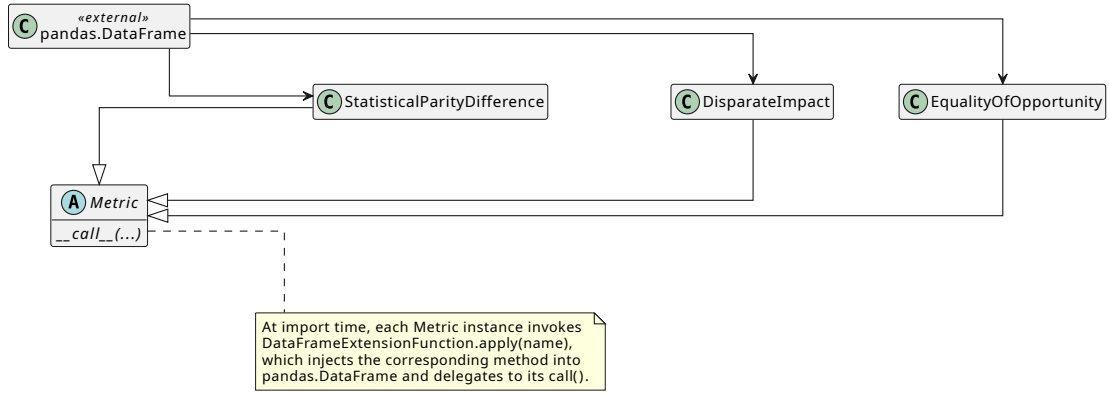 C
«external»
pandas.DataFrame
C StatisticalParityDifference
C DisparateImpact
C EqualityOfOpportunity
A Metric
__call__(...)
At import time, each Metric instance invokes
DataFrameExtensionFunction.apply(name),
which injects the corresponding method into
pandas.DataFrame and delegates to its call().